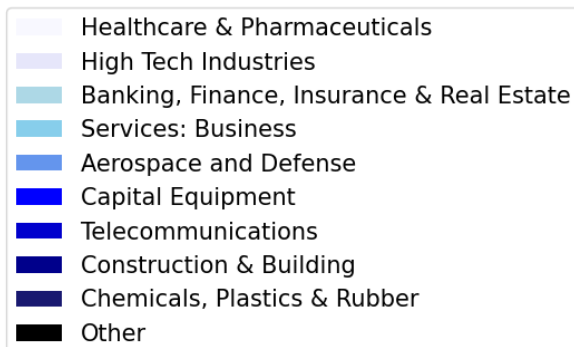 Healthcare & Pharmaceuticals
High Tech Industries
Banking, Finance, Insurance & Real Estate
Services: Business
Aerospace and Defense
Capital Equipment
Telecommunications
Construction & Building
Chemicals, Plastics & Rubber
Other